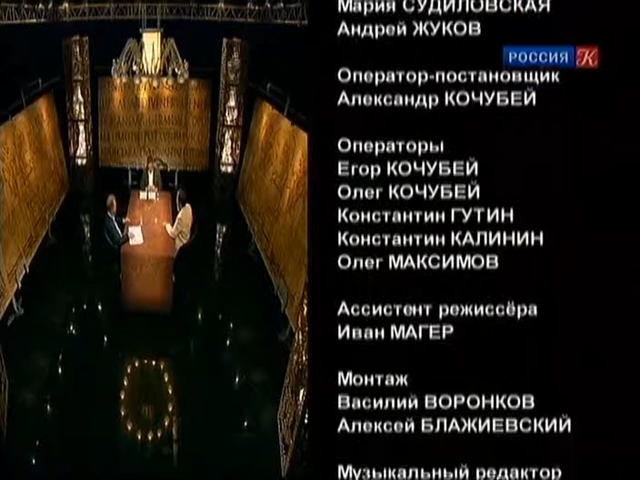 Мария СУДИЛОВСКАЯ
Андрей ЖУКОВ
РОССИЯ К
Оператор-постановщик
Александр КОЧУБЕЙ
Операторы
Егор КОЧУБЕЙ
Олег КОЧУБЕЙ
Константин ГУТИН
Константин КАЛИНИН
Олег МАКСИМОВ
Ассистент режиссёра
Иван МАГЕР
Монтаж
Василий ВОРОНКОВ
Алексей БЛАЖИЕВСКИЙ
Музыкальный редактор